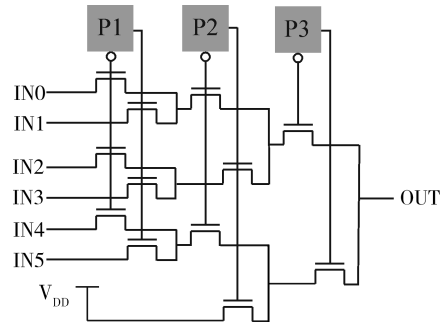 P1 P2 P3
IN0
IN1
IN2
IN3
IN4
IN5
OUT
VDD